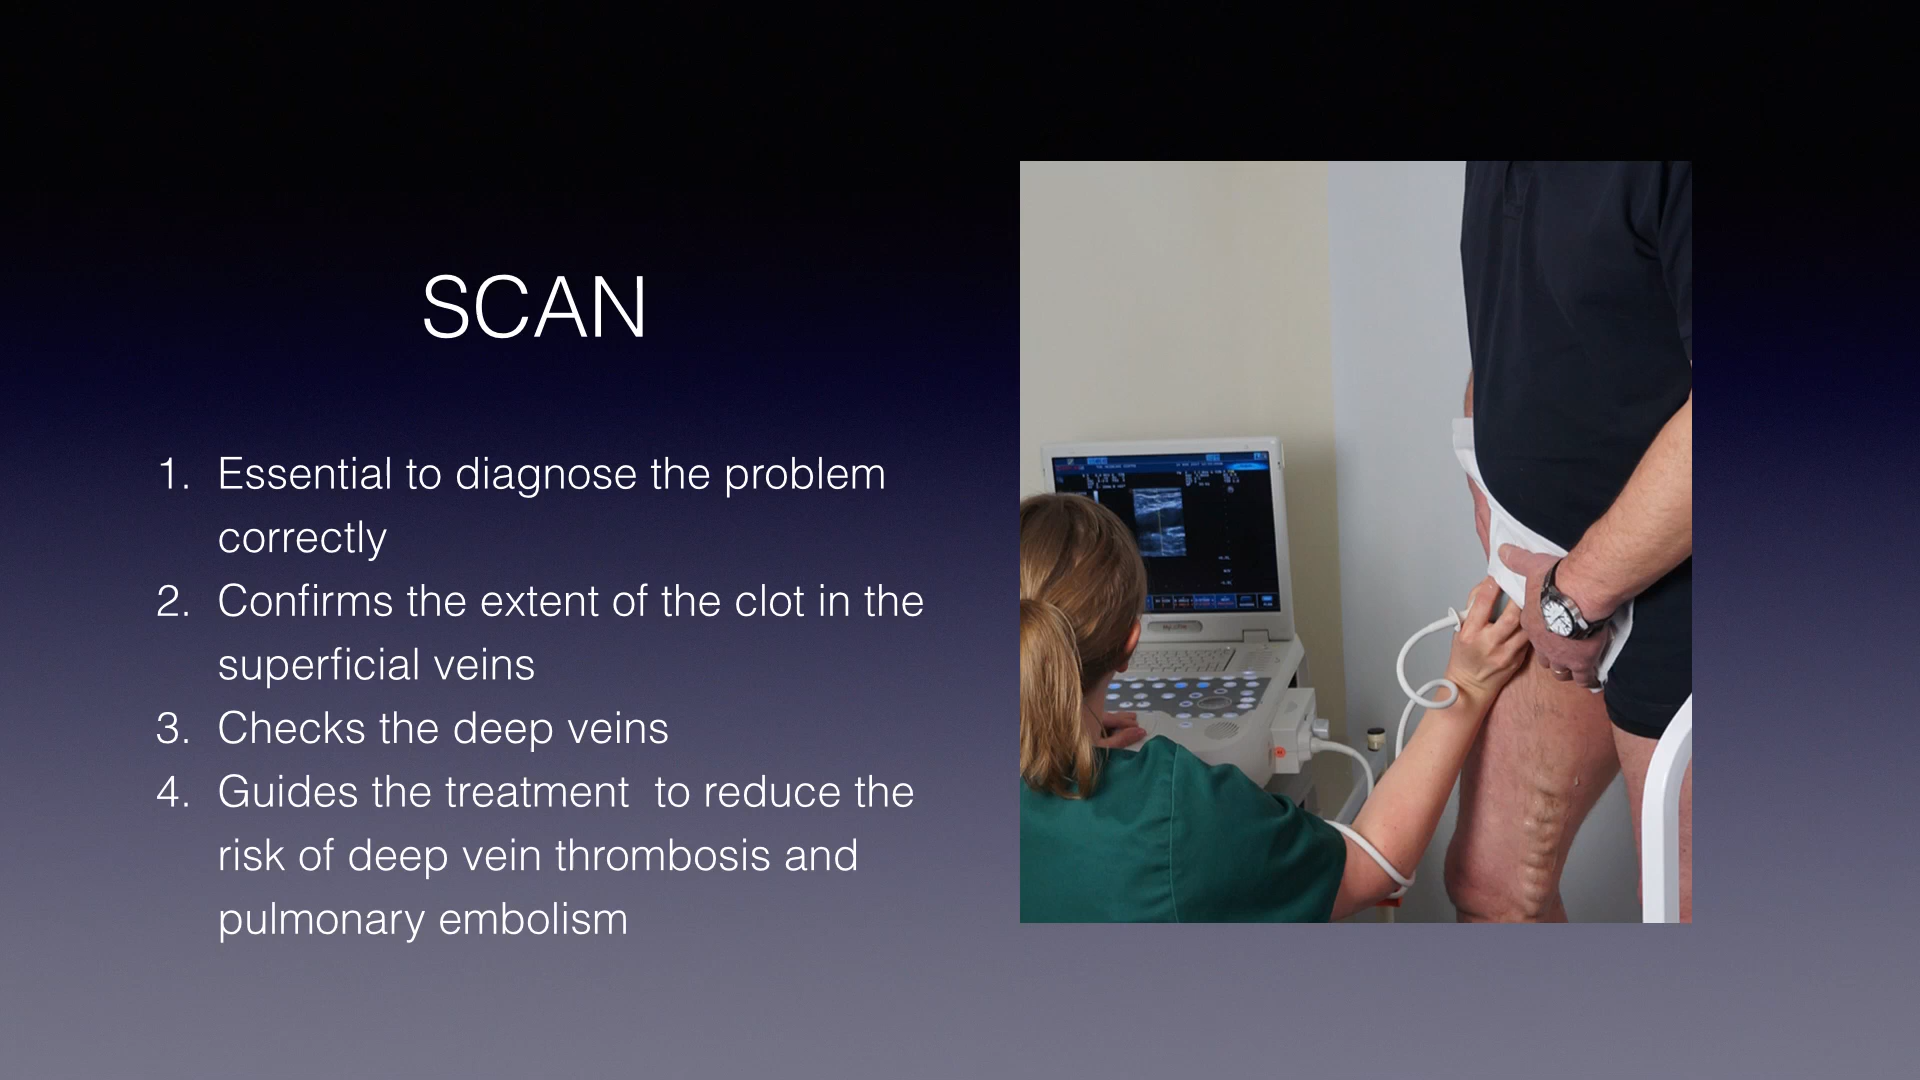 SCAN
1. Essential to diagnose the problem
correctly
2. Confirms the extent of the clot in the
superficial veins
3. Checks the deep veins
4. Guides the treatment  to reduce the
risk of deep vein thrombosis and
pulmonary embolism